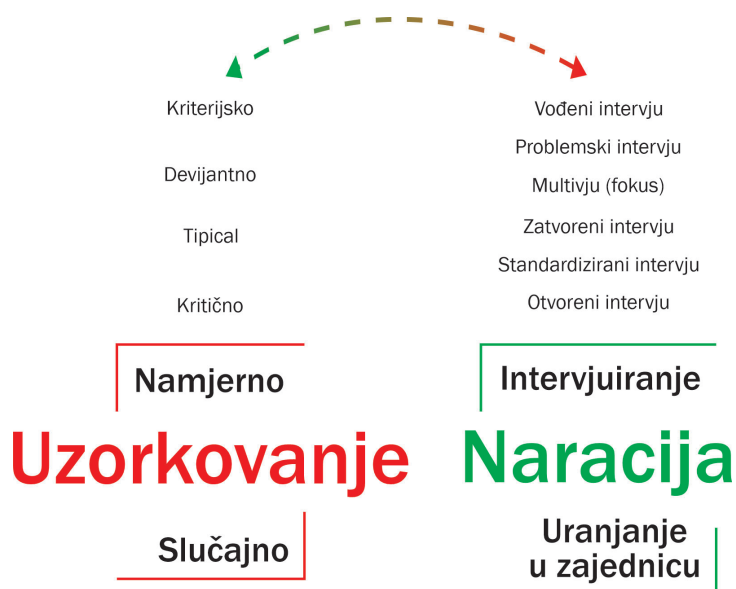 Kriterijsko
Devijantno
Tipical
Kritično
Namjerno
Uzorkovanje
Slučajno
Vođeni intervju
Problemski intervju
Multivju (fokus)
Zatvoreni intervju
Standardizirani intervju
Otvoreni intervju
Intervjuiranje
Naracija
Uranjanje
u zajednicu